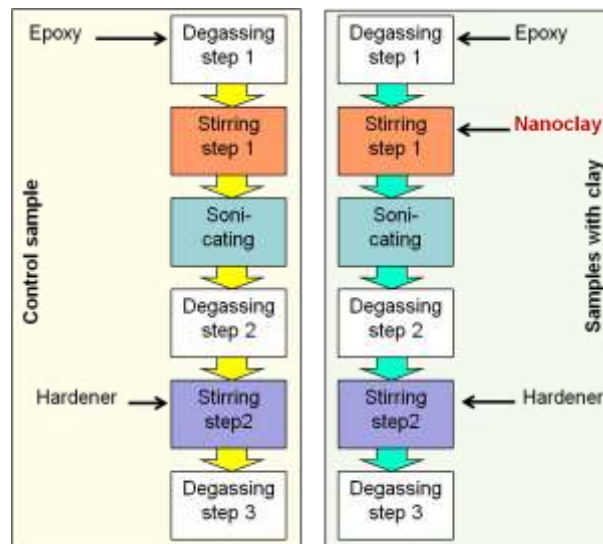 Control sample
Epoxy
Degassing
step 1
Stirring
step 1
Soni-
cating
Degassing
step 2
Hardener
Stirring
step2
Degassing
step 3
Degassing
step 1
Epoxy
Stirring
step 1
Nanoclay
Soni-
cating
Degassing
step 2
Stirring
step2
Hardener
Degassing
step 3
Samples with clay